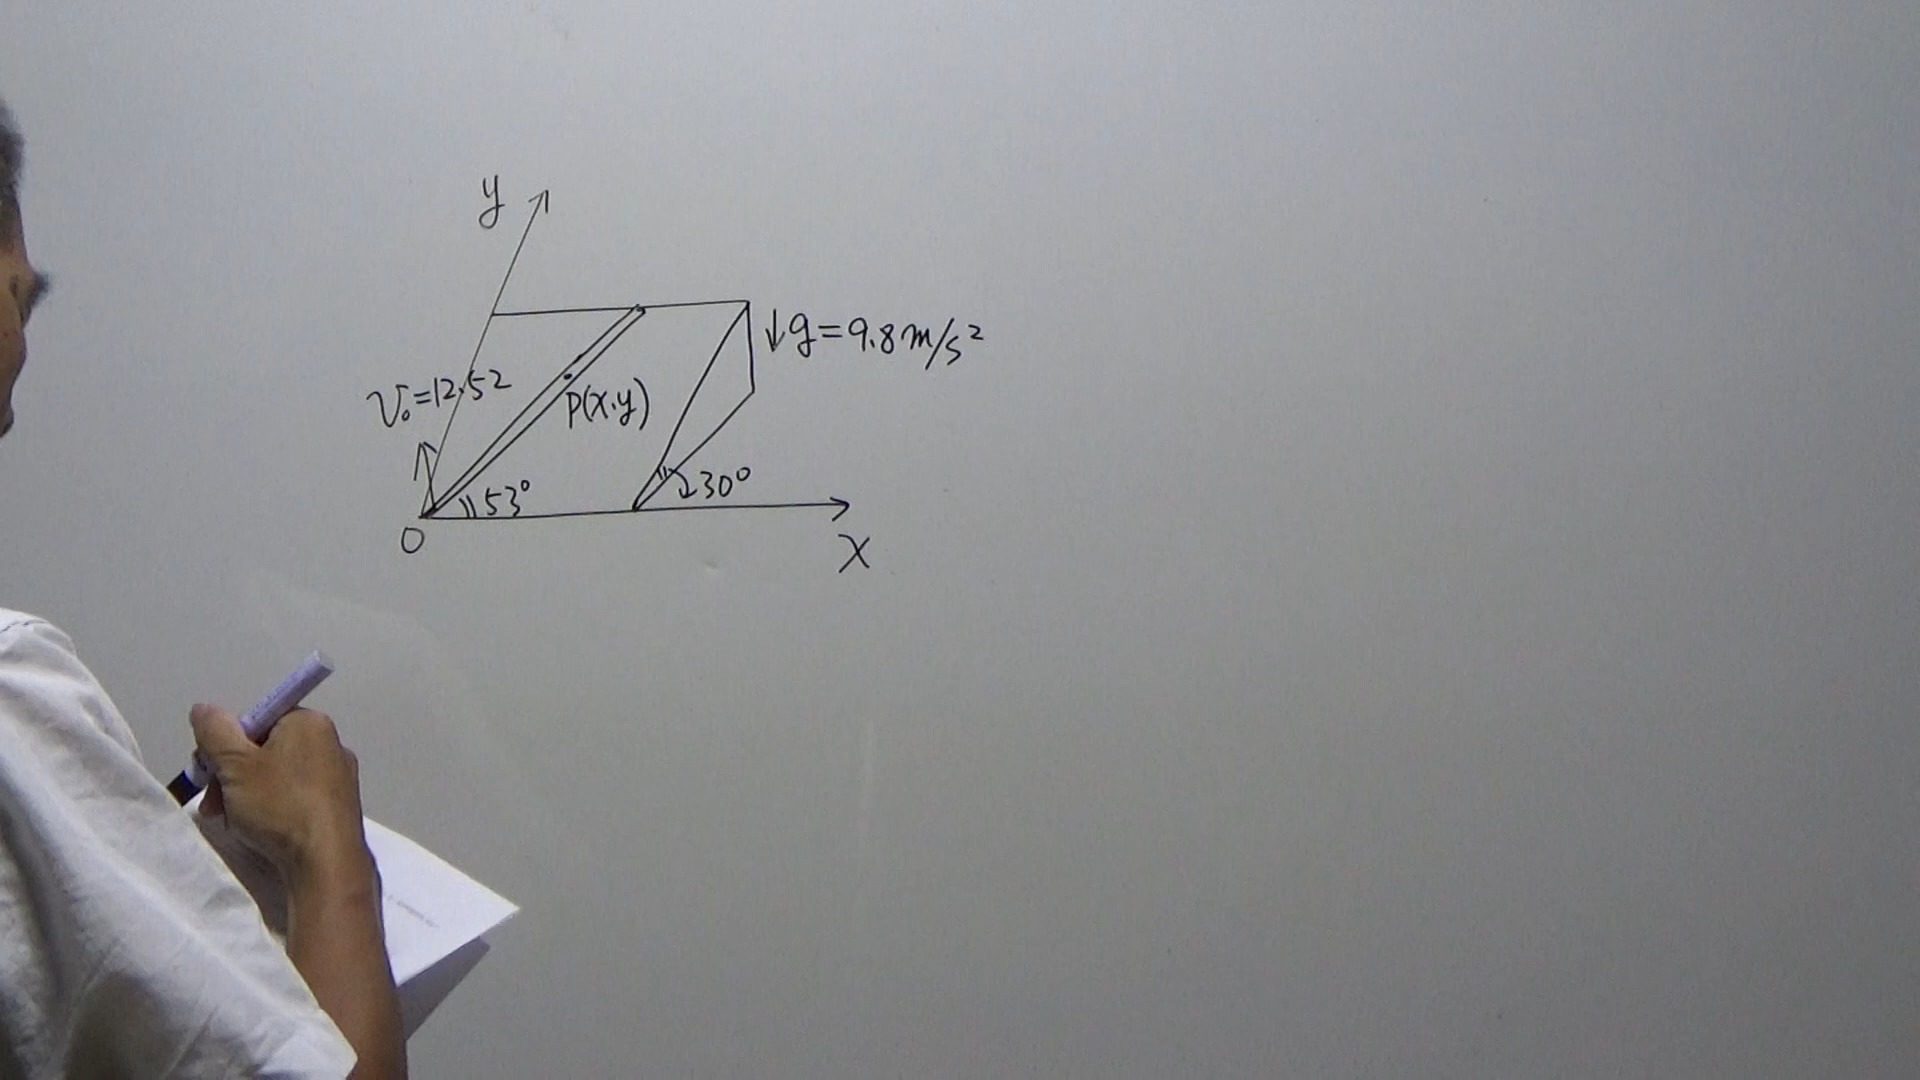 y
↓g=9.8m/s²
V₀=12.52
P(x.y)
53°
30°
O
X